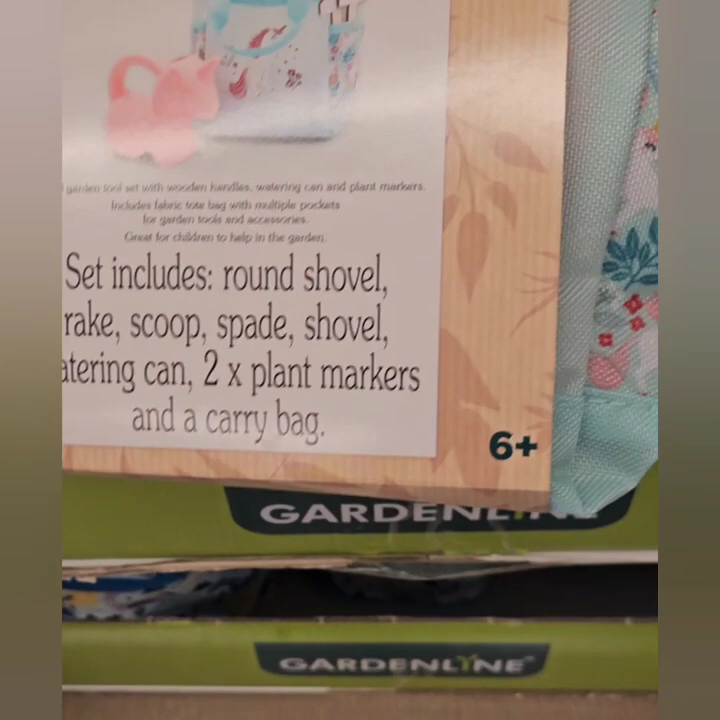 garden tool set with wooden handles, watering can and plant markers.
Includes fabric tote bag with multiple pockets
for garden tools and accessories.
Great for children to help in the garden.
Set includes: round shovel,
rake, scoop, spade, shovel,
atering can, 2 x plant markers
and a carry bag.
6+
GARDENLINE
GARDENLINE